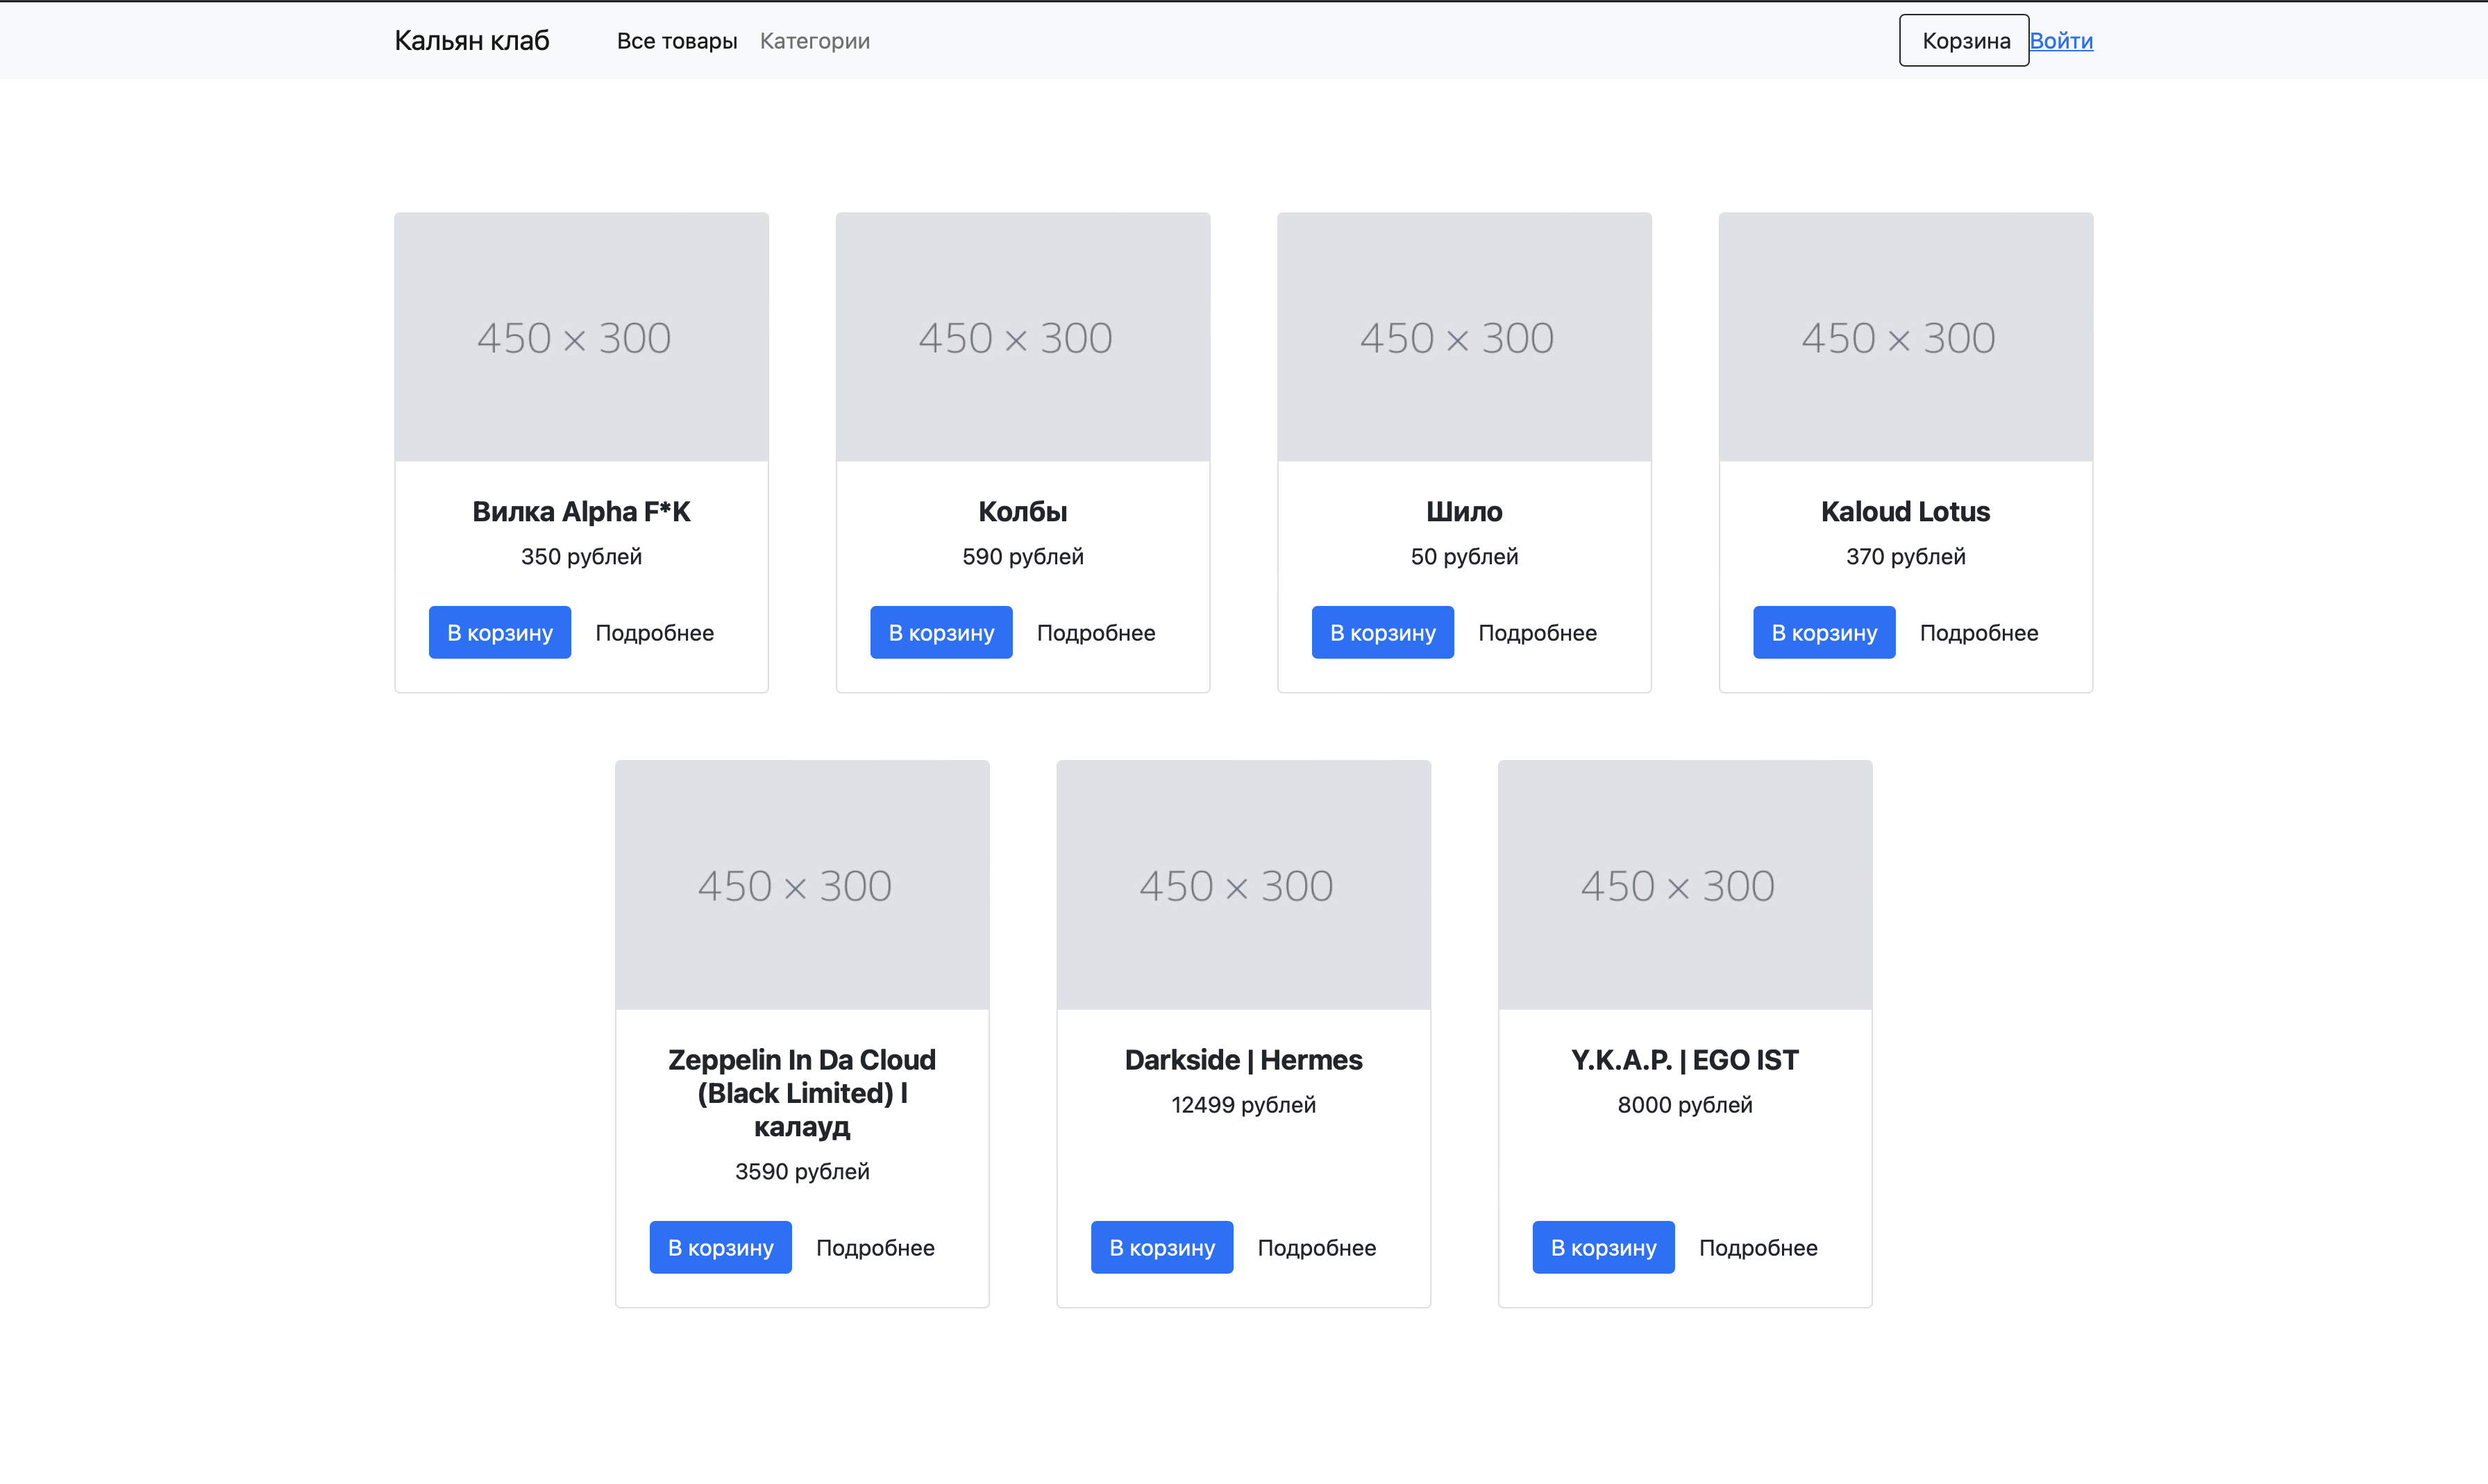 Кальян клаб Все товары Категории Корзина Войти
450 × 300 450 × 300 450 × 300 450 × 300
Вилка Alpha F*K Колбы Шило Kaloud Lotus
350 рублей 590 рублей 50 рублей 370 рублей
В корзину Подробнее В корзину Подробнее В корзину Подробнее В корзину Подробнее
450 × 300 450 × 300 450 × 300
Zeppelin In Da Cloud Darkside | Hermes Y.K.A.P. | EGO IST
(Black Limited) l 12499 рублей 8000 рублей
калауд
3590 рублей
В корзину Подробнее В корзину Подробнее В корзину Подробнее